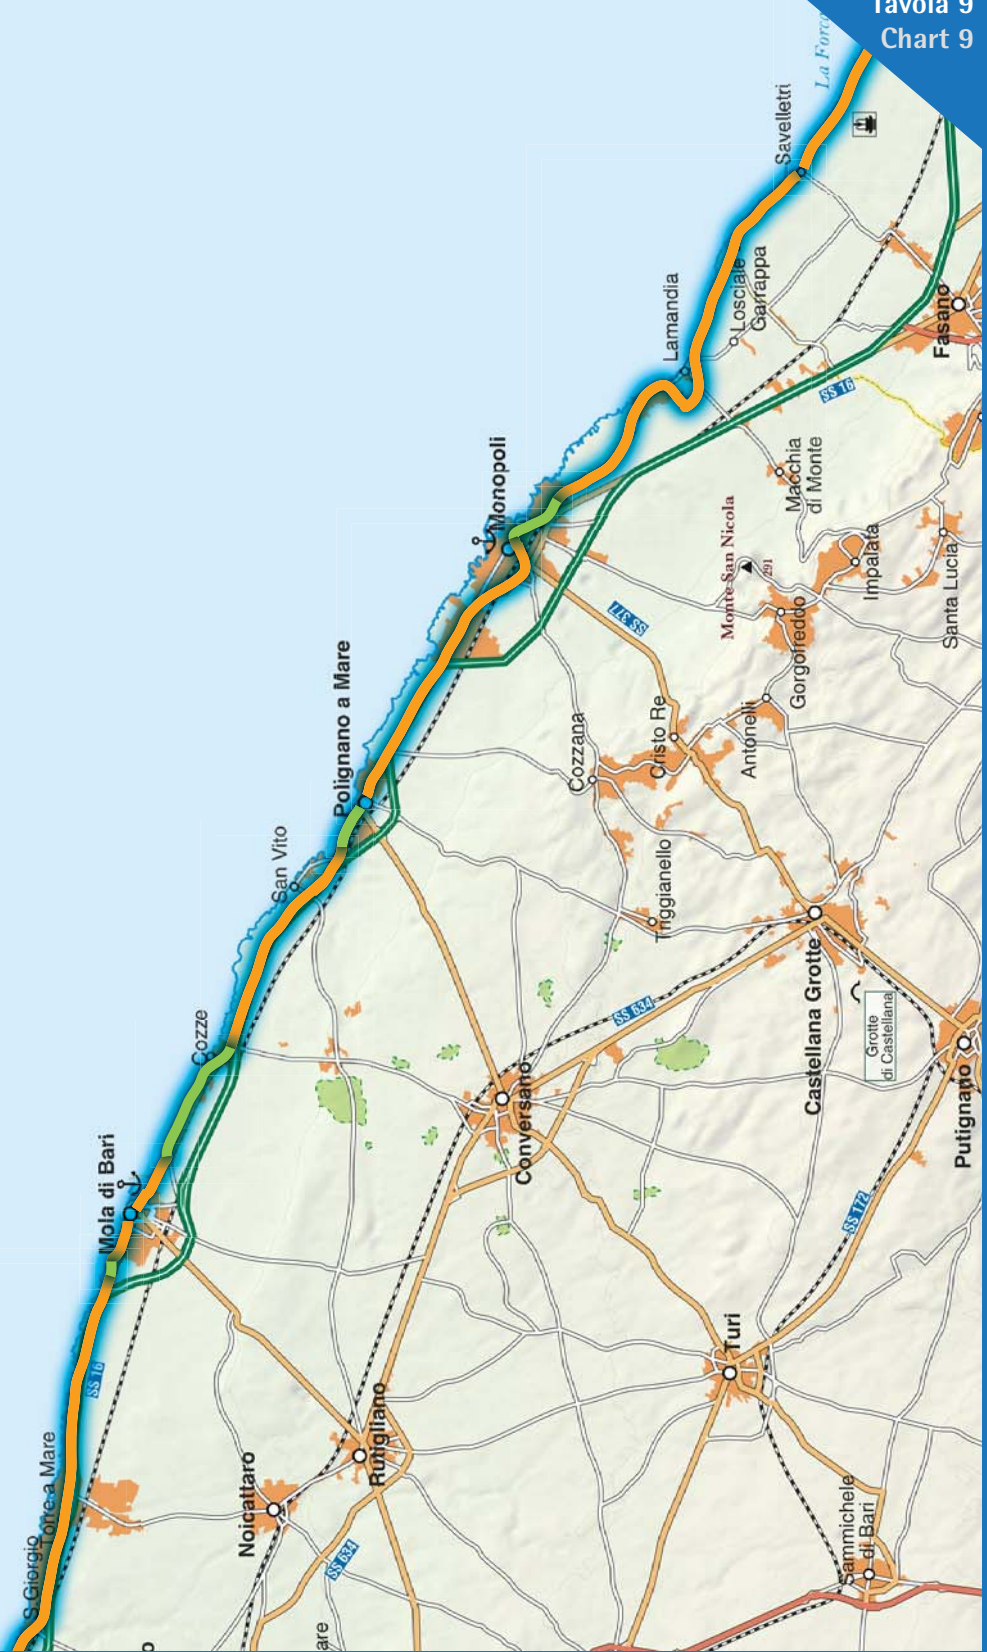 Tavola 9
Chart 9
La Forca
Savelletri
Losciale
Garrappa
Lamandia
Fasano
SS 16
Monopoli
Macchia
di Monte
Monte San Nicola
291
Impalata
Santa Lucia
Gorgofreddo
SS 377
Polignano a Mare
Cristo Re
Antonelli
Cozzana
San Vito
Triggianello
Castellana Grotte
Grotte
di Castellana
SS 634
Cozze
Conversano
Putignano
Mola di Bari
SS 172
SS 16
Turi
Rutigliano
Torre a Mare
S.Giorgio
Noicattaro
SS 634
Sammichele
di Bari
are
o